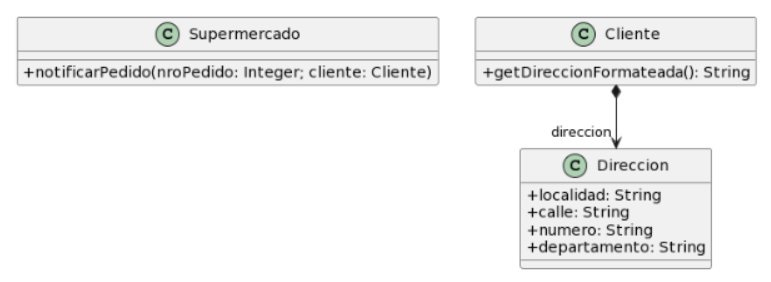 C Supermercado
+notificarPedido(nroPedido: Integer; cliente: Cliente)
C Cliente
+getDireccionFormateada(): String
direccion
C Direccion
+localidad: String
+calle: String
+numero: String
+departamento: String